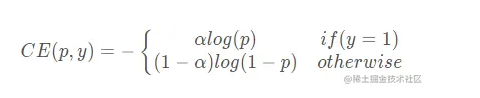 αlog(p) if(y = 1)
CE(p, y) = −{
(1 − α)log(1 − p) otherwise
@稀土掘金技术社区